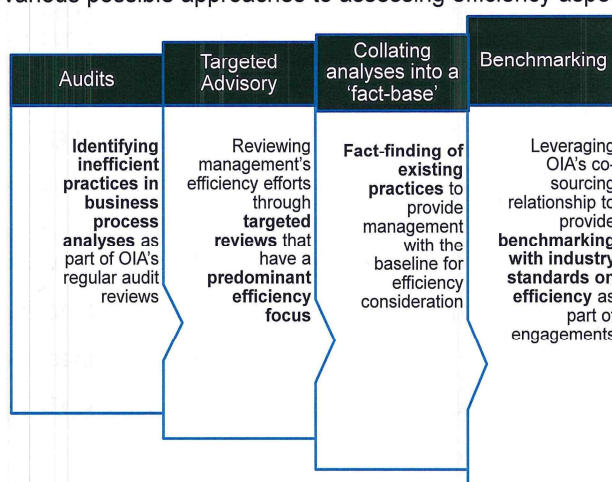 various possible approaches to assessing efficiency aspe
Audits
Identifying
inefficient
practices in
business
process
analyses as
part of OIA's
regular audit
reviews
Targeted
Advisory
Reviewing
management's
efficiency efforts
through
targeted
reviews that
have a
predominant
efficiency
focus
Collating
analyses into a
'fact-base'
Fact-finding of
existing
practices to
provide
management
with the
baseline for
efficiency
consideration
Benchmarking
Leveraging
OIA's co-
sourcing
relationship to
provide
benchmarking
with industry
standards on
efficiency as
part of
engagements